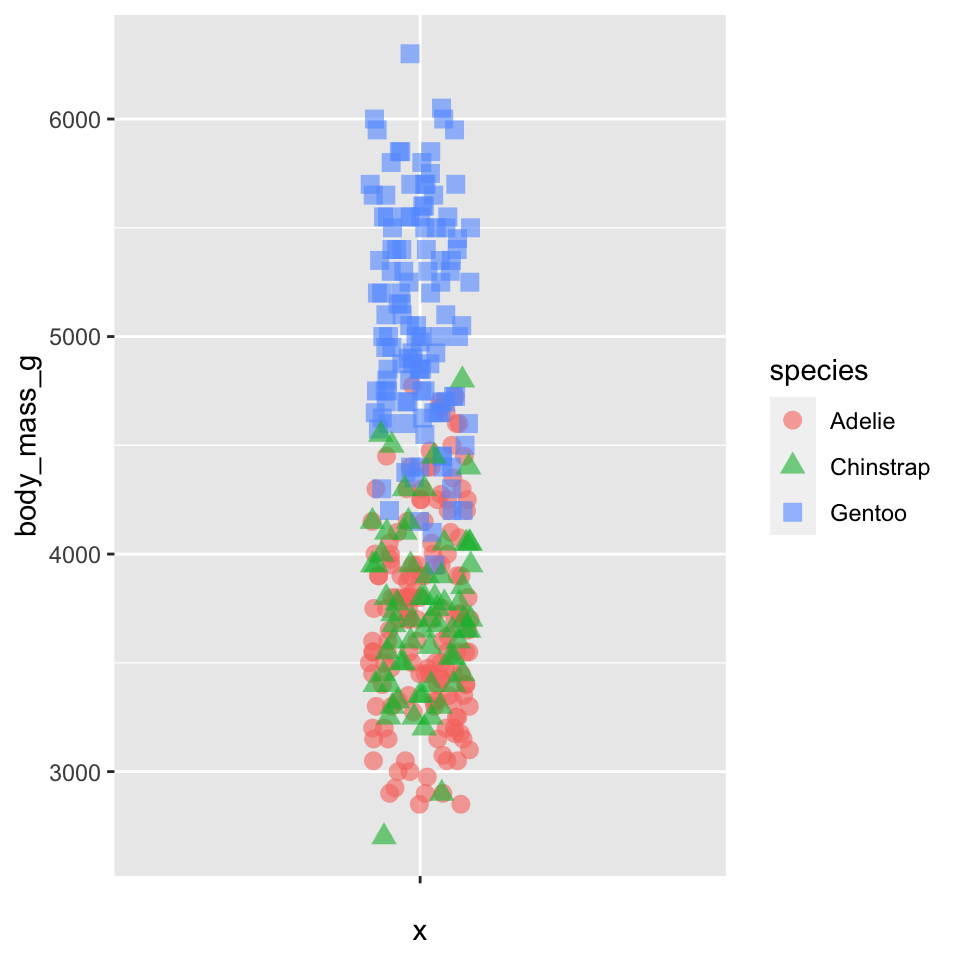 body_mass_g
6000
5000
4000
3000
x
species
Adelie
Chinstrap
Gentoo